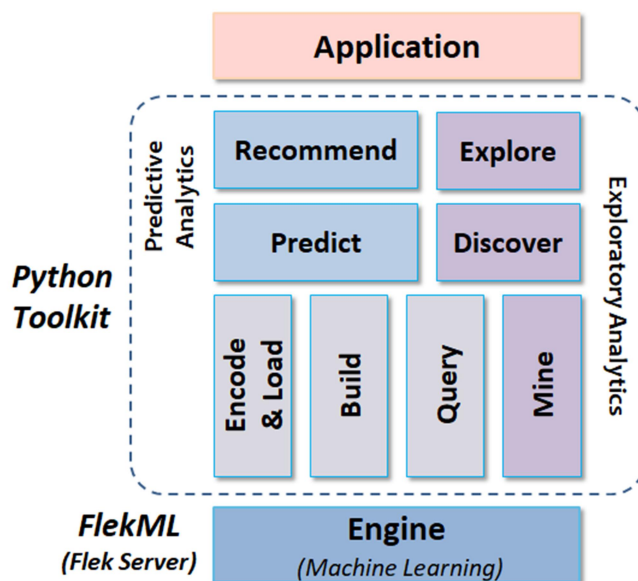 Application
Predictive
Analytics
Recommend
Explore
Predict
Discover
Exploratory Analytics
Python
Toolkit
Encode
& Load
Build
Query
Mine
FlekML
(Flek Server)
Engine
(Machine Learning)